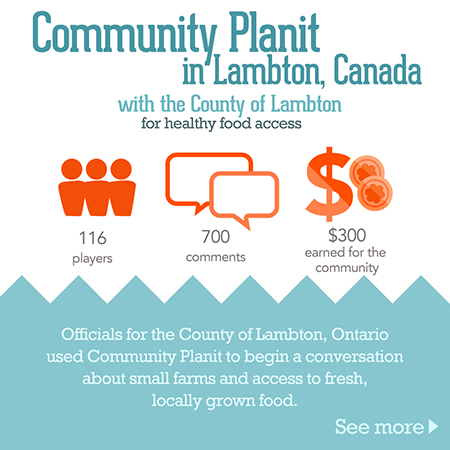 Community Planit
in Lambton, Canada
with the County of Lambton
for healthy food access
116
players
700
comments
$300
earned for the
community
Officials for the County of Lambton, Ontario
used Community Planit to begin a conversation
about small farms and access to fresh,
locally grown food.
See more